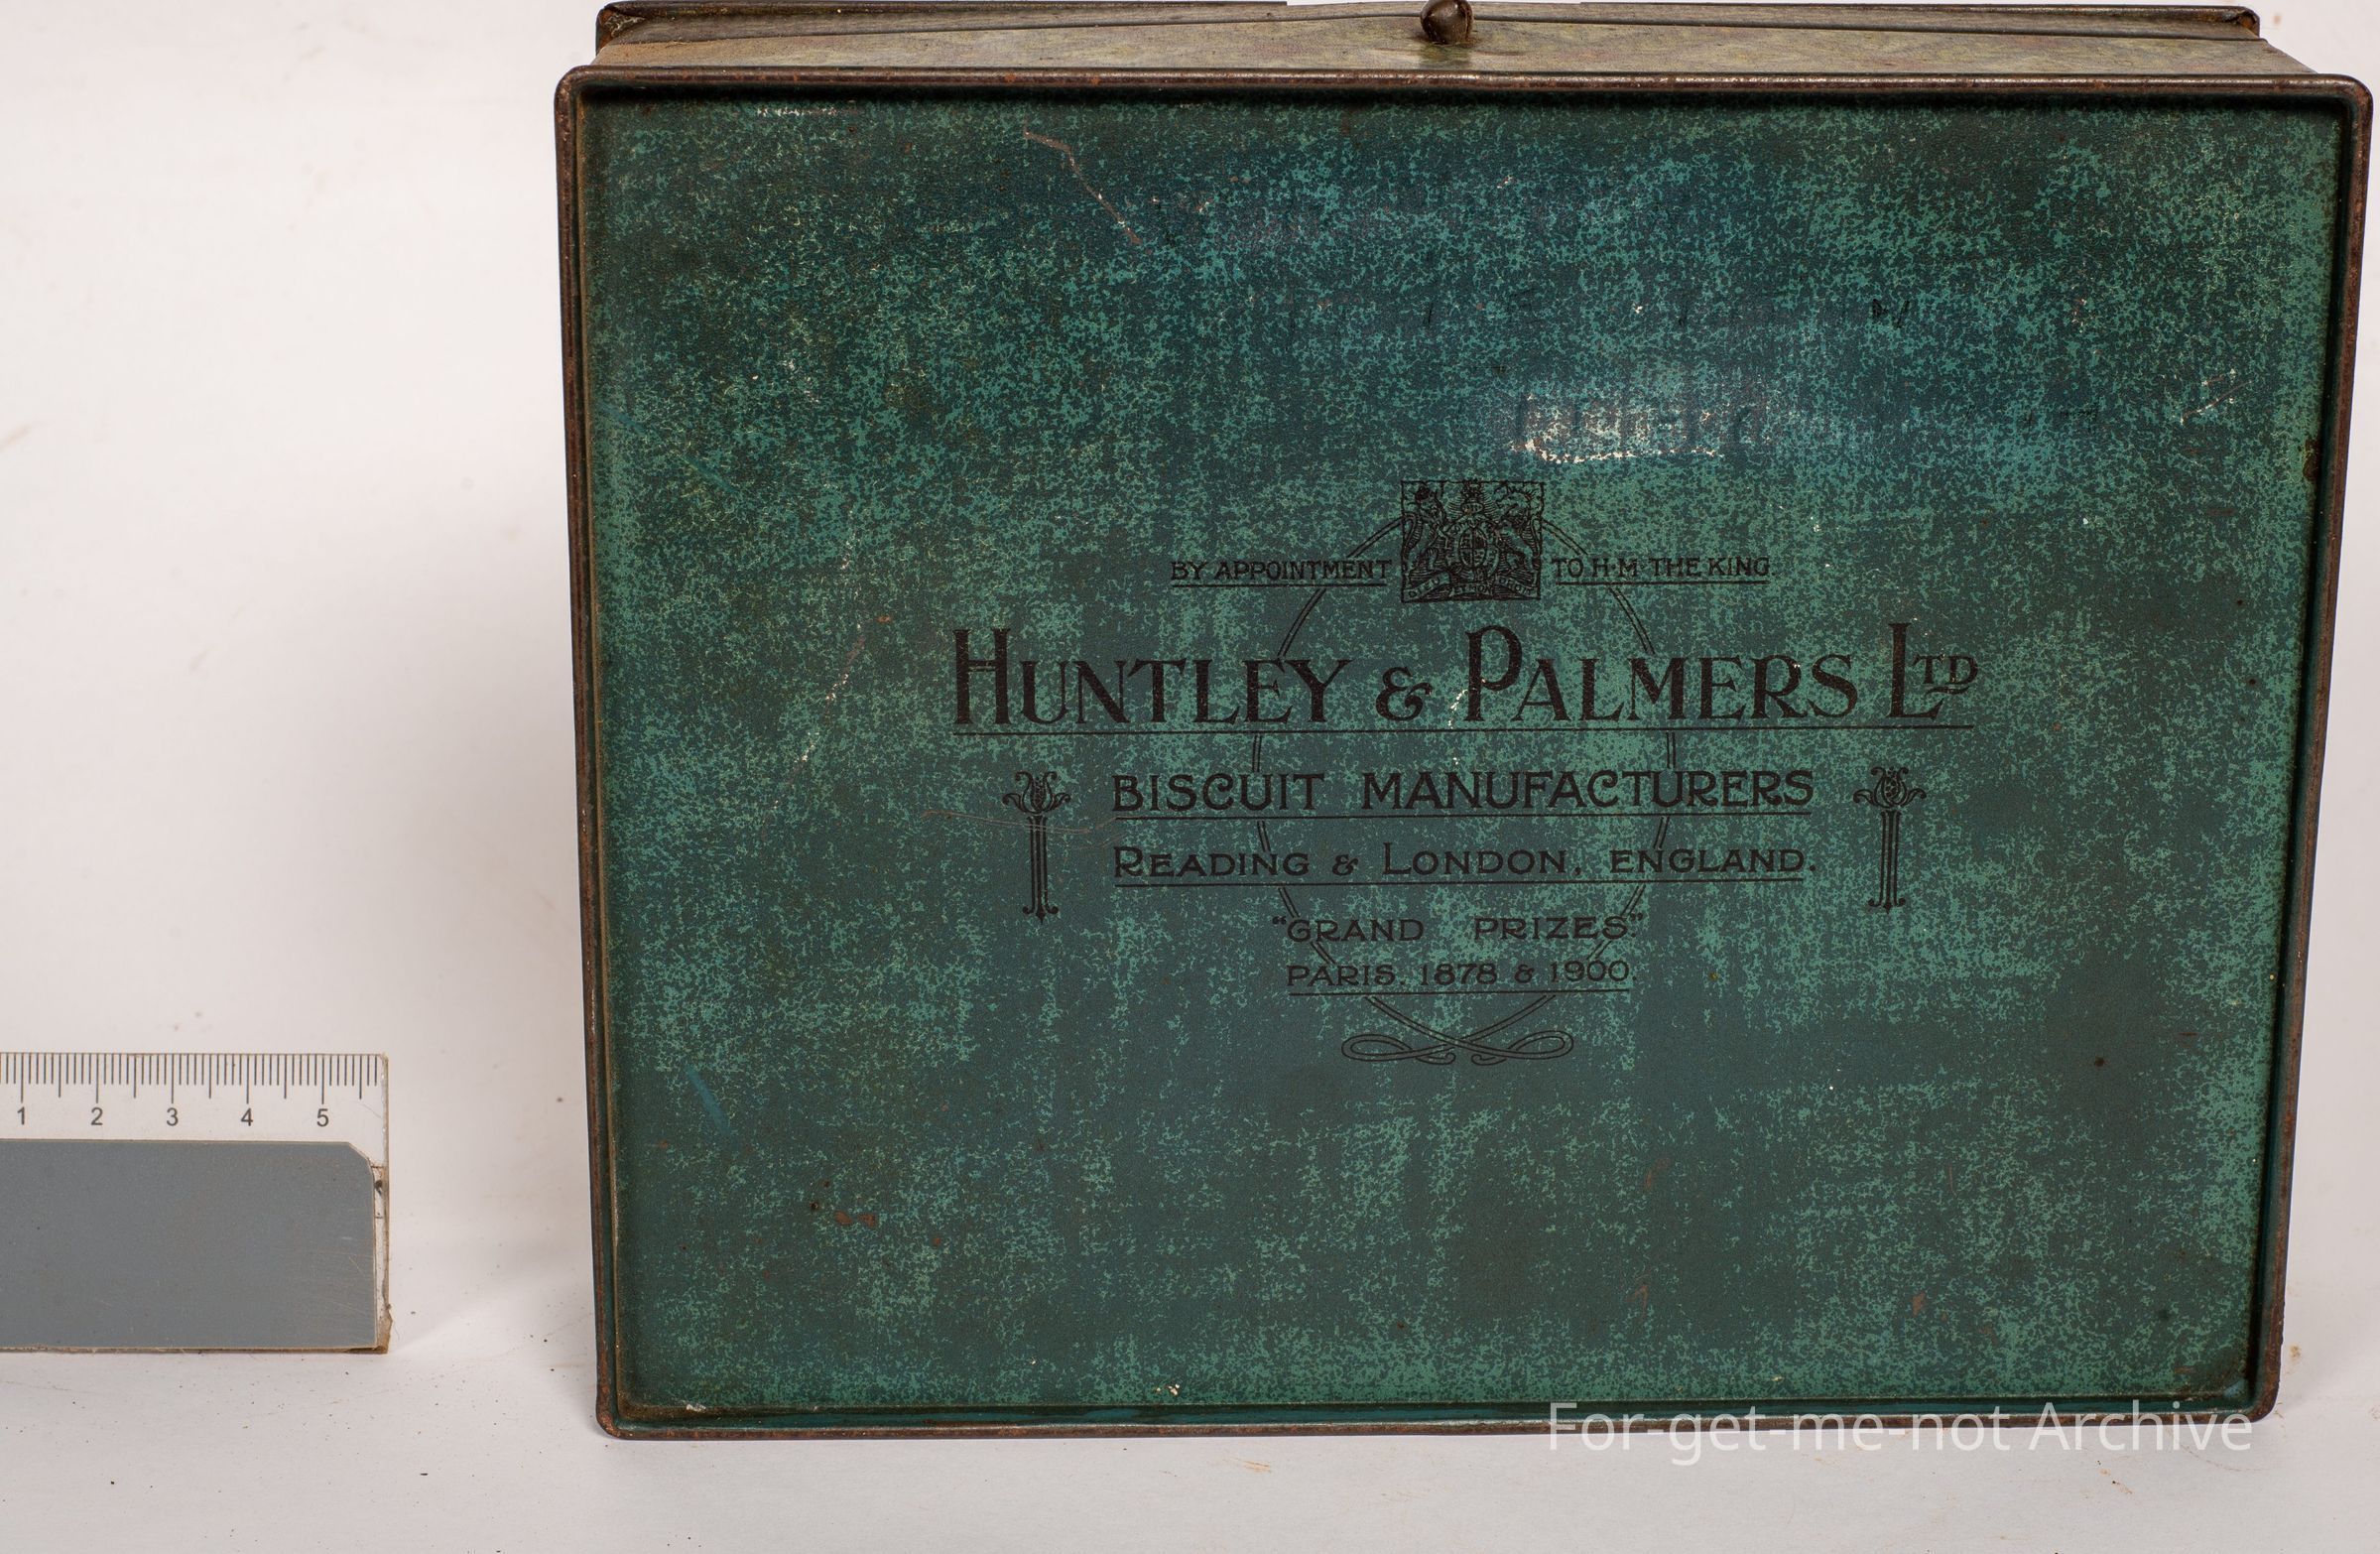 BY APPOINTMENT TO H·M THE KING
HUNTLEY & PALMERS LTD
BISCUIT MANUFACTURERS
READING & LONDON, ENGLAND.
"GRAND PRIZES"
PARIS. 1878 & 1900.
1 2 3 4 5
For-get-me-not Archive